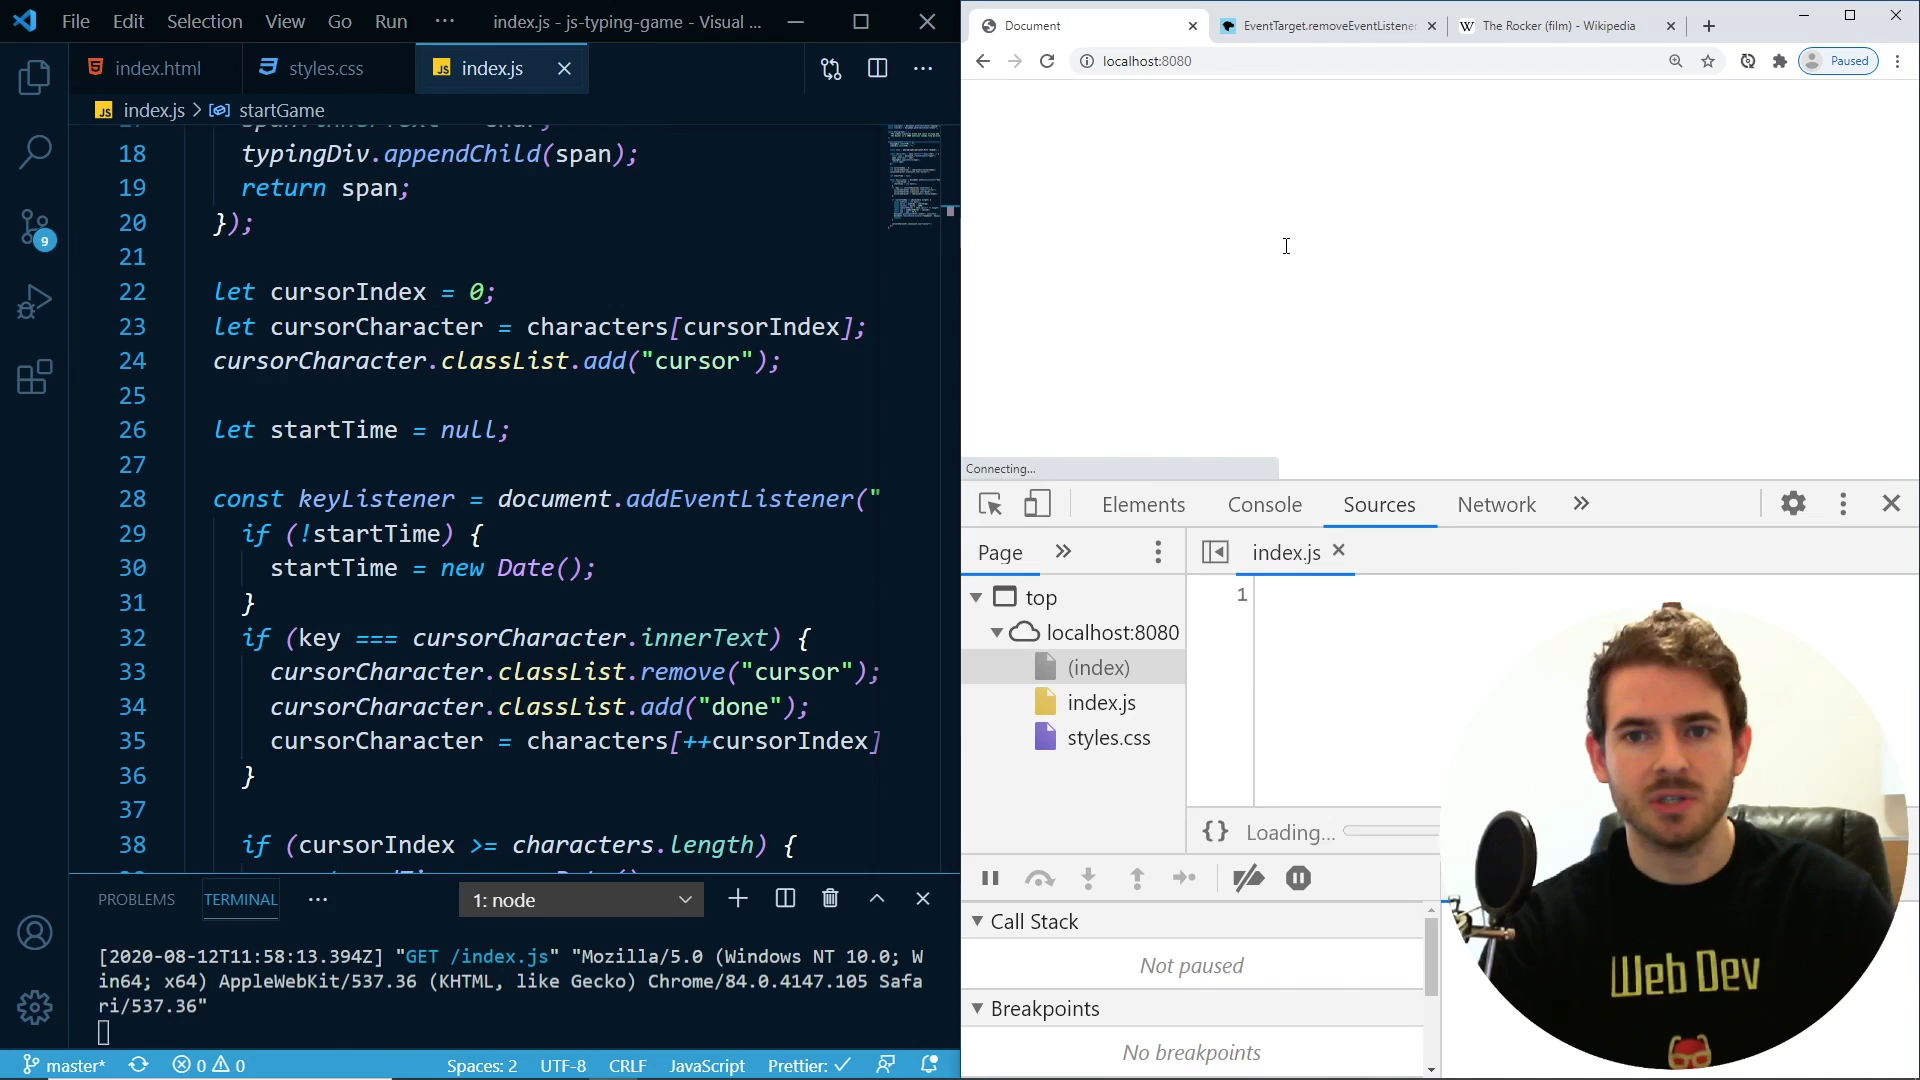 File Edit Selection View Go Run ··· index.js - js-typing-game - Visual ...
index.html styles.css index.js
index.js > startGame
18 typingDiv.appendChild(span);
19 return span;
20 });
21
22 let cursorIndex = 0;
23 let cursorCharacter = characters[cursorIndex];
24 cursorCharacter.classList.add("cursor");
25
26 let startTime = null;
27
28 const keyListener = document.addEventListener("
29 if (!startTime) {
30 startTime = new Date();
31 }
32 if (key === cursorCharacter.innerText) {
33 cursorCharacter.classList.remove("cursor");
34 cursorCharacter.classList.add("done");
35 cursorCharacter = characters[++cursorIndex]
36 }
37
38 if (cursorIndex >= characters.length) {
9
PROBLEMS TERMINAL ··· 1: node
[2020-08-12T11:58:13.394Z] "GET /index.js" "Mozilla/5.0 (Windows NT 10.0; W
in64; x64) AppleWebKit/537.36 (KHTML, like Gecko) Chrome/84.0.4147.105 Safa
ri/537.36"
master* 0 0 Spaces: 2 UTF-8 CRLF JavaScript Prettier: ✓
Document EventTarget.removeEventListene The Rocker (film) - Wikipedia
localhost:8080 Paused
Connecting...
Elements Console Sources Network
Page index.js
top
localhost:8080
(index)
index.js
styles.css
1
{} Loading...
Call Stack
Not paused
Breakpoints
No breakpoints
Web Dev